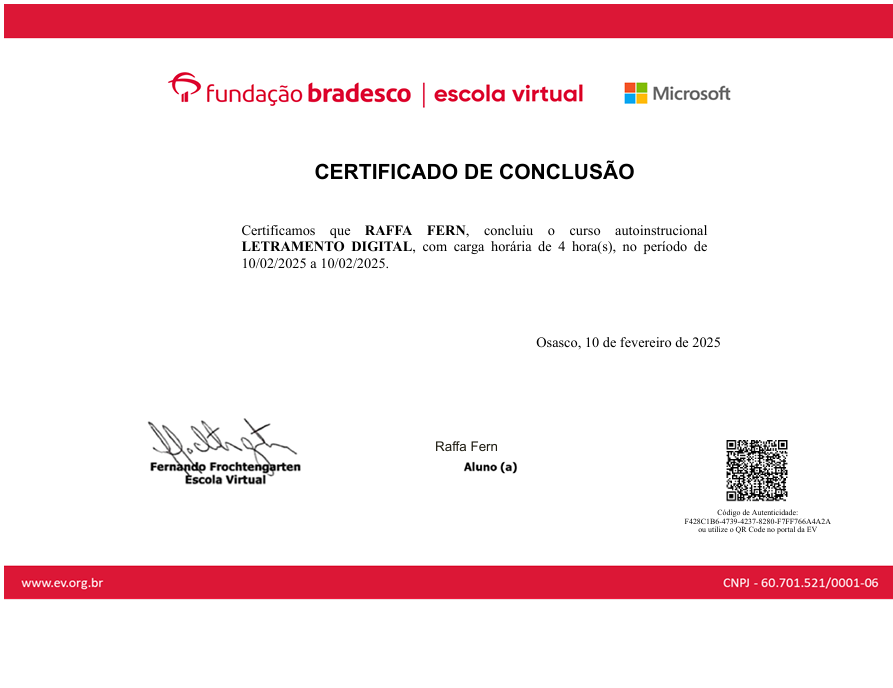 fundação bradesco | escola virtual Microsoft
CERTIFICADO DE CONCLUSÃO
Certificamos que RAFFA FERN, concluiu o curso autoinstrucional
LETRAMENTO DIGITAL, com carga horária de 4 hora(s), no período de
10/02/2025 a 10/02/2025.
Osasco, 10 de fevereiro de 2025
Fernando Frochtengarten
Escola Virtual
Raffa Fern
Aluno (a)
Código de Autenticidade:
F428C1B6-4739-4237-8280-F7FF766A4A2A
ou utilize o QR Code no portal da EV
www.ev.org.br
CNPJ - 60.701.521/0001-06